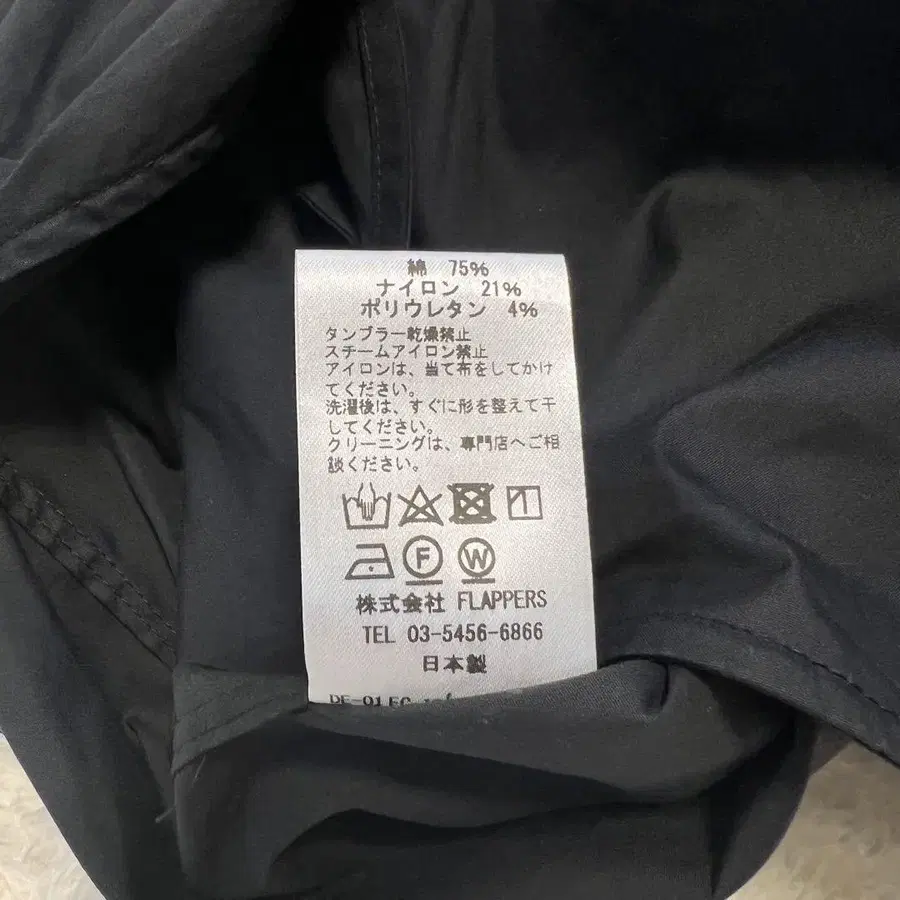 綿 75%
ナイロン 21%
ポリウレタン 4%
タンブラー乾燥禁止
スチームアイロン禁止
アイロンは、当て布をしてかけ
てください。
洗濯後は、すぐに形を整えて干
してください。
クリーニングは、専門店へご相
談ください。
F W
株式会社 FLAPPERS
TEL 03-5456-6866
日本製